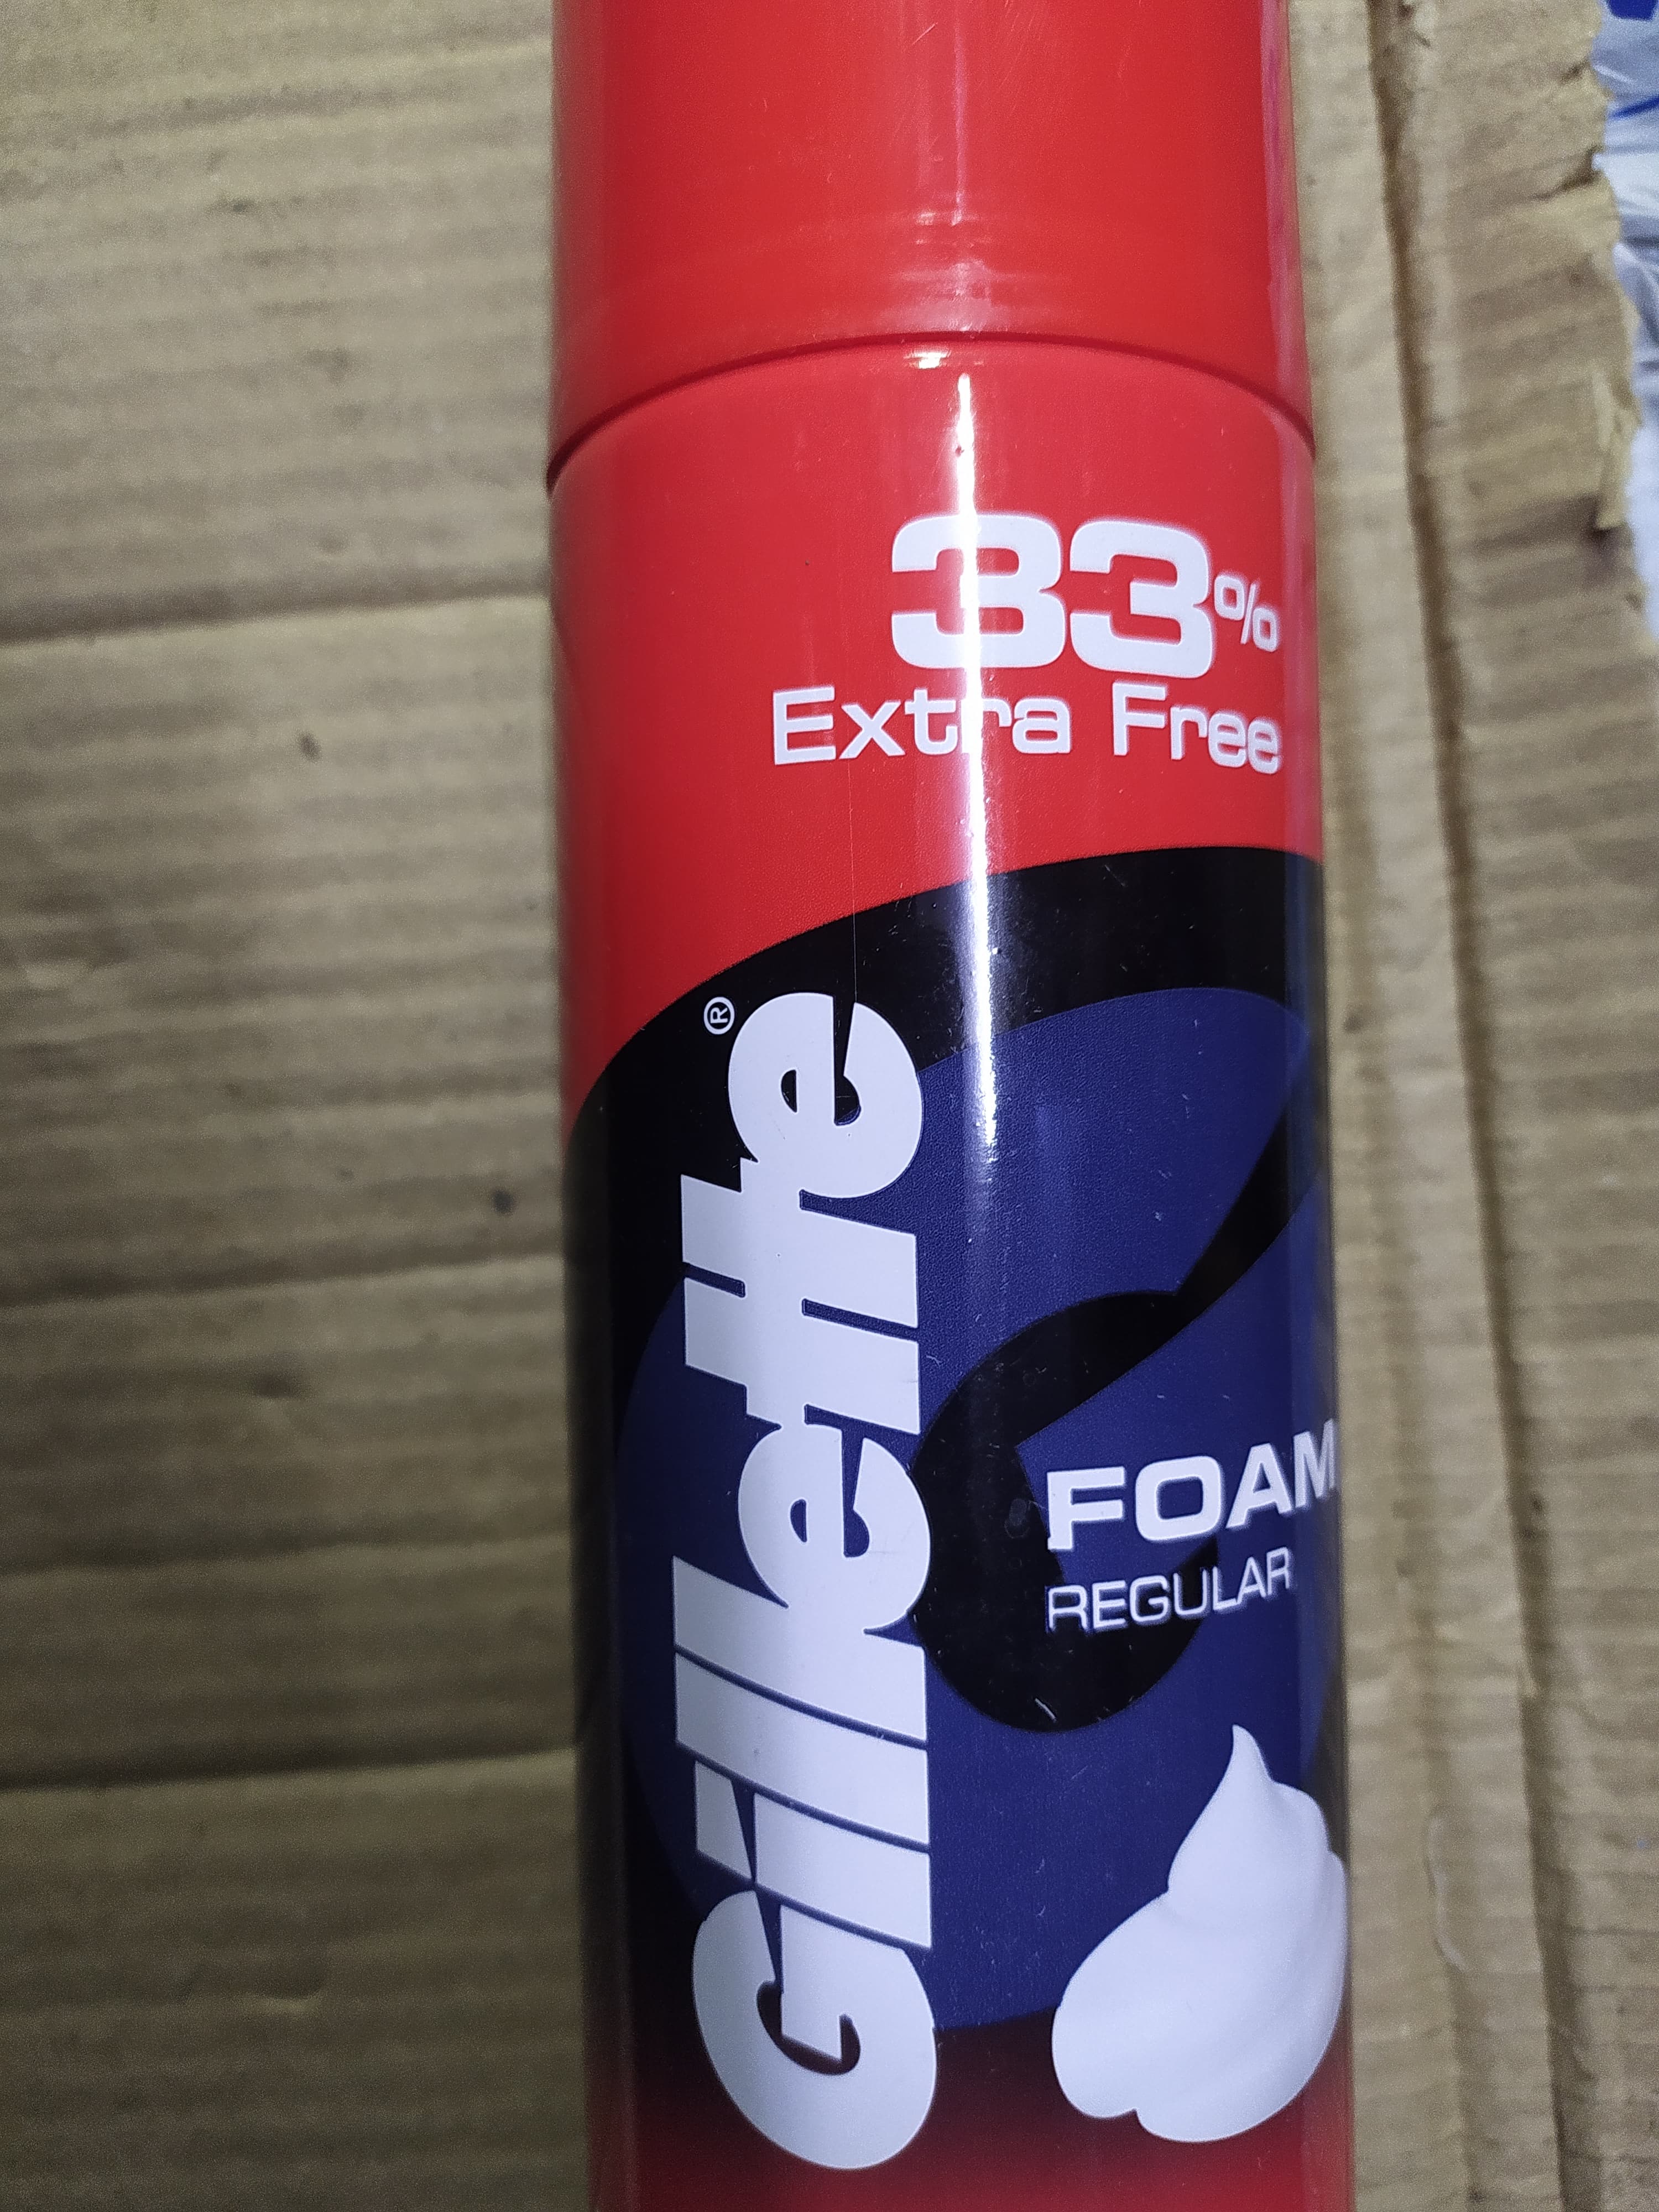 33%
Extra Free
Gillette®
FOAM
REGULAR